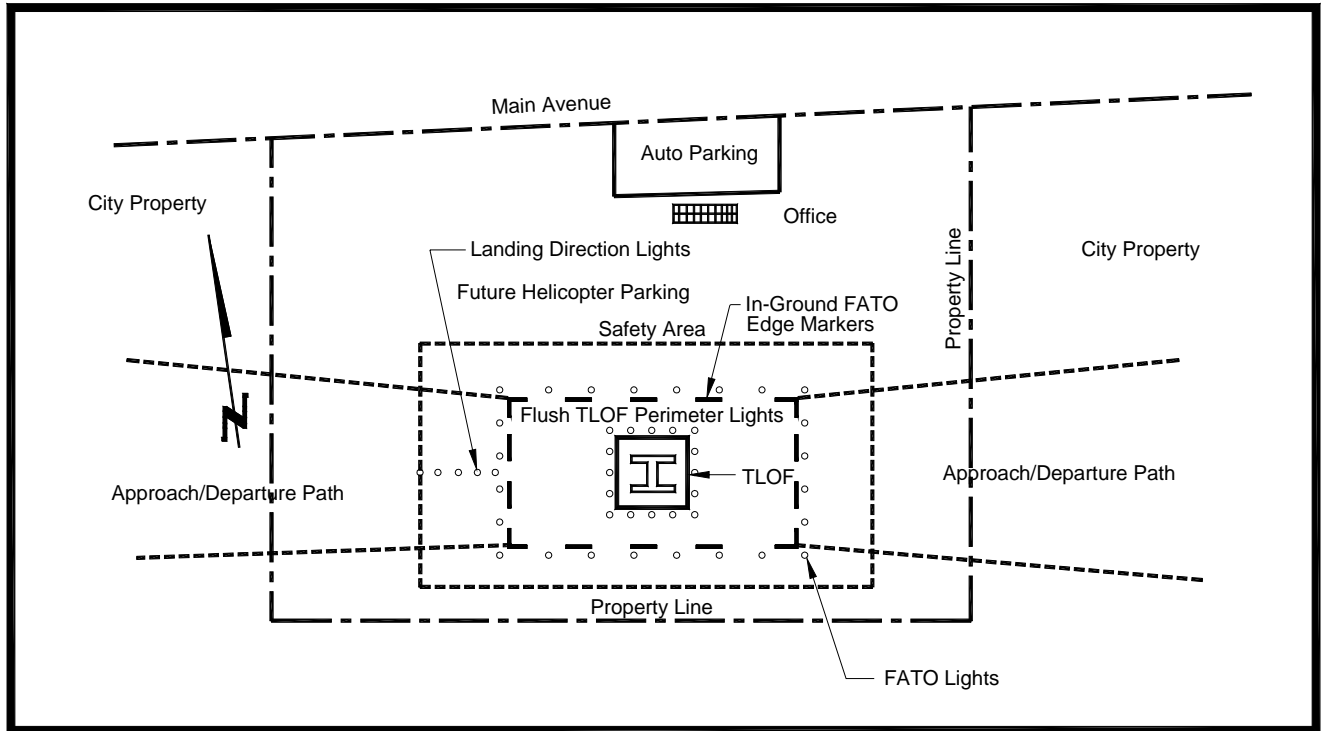 Main Avenue
Auto Parking
City Property
Office
Landing Direction Lights
City Property
Property Line
Future Helicopter Parking
In-Ground FATO
Edge Markers
Safety Area
N
Flush TLOF Perimeter Lights
H
TLOF
Approach/Departure Path
Approach/Departure Path
Property Line
FATO Lights